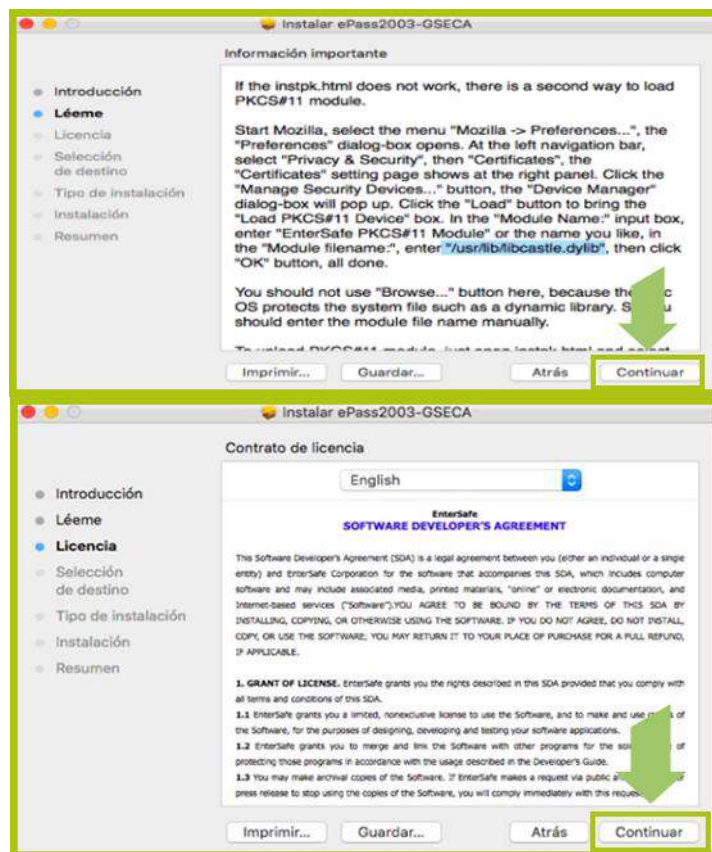 Instalar ePass2003-GSECA
Información importante
Introducción
Léeme
Licencia
Selección
de destino
Tipo de instalación
Instalación
Resumen
If the instpk.html does not work, there is a second way to load
PKCS#11 module.
Start Mozilla, select the menu "Mozilla -> Preferences...", the
"Preferences" dialog-box opens. At the left navigation bar,
select "Privacy & Security", then "Certificates", the
"Certificates" setting page shows at the right panel. Click the
"Manage Security Devices..." button, the "Device Manager"
dialog-box will pop up. Click the "Load" button to bring the
"Load PKCS#11 Device" box. In the "Module Name:" input box,
enter "EnterSafe PKCS#11 Module" or the name you like, in
the "Module filename:", enter "/usr/lib/libcastle.dylib", then click
"OK" button, all done.
You should not use "Browse..." button here, because the
OS protects the system file such as a dynamic library.
should enter the module file name manually.
Imprimir...
Guardar...
Atrás
Continuar
Instalar ePass2003-GSECA
Contrato de licencia
Introducción
Léeme
Licencia
Selección
de destino
Tipo de instalación
Instalación
Resumen
English
EnterSafe
SOFTWARE DEVELOPER'S AGREEMENT
This Software Developer's Agreement (SDA) is a legal agreement between you (either an individual or a single
entity) and EnterSafe Corporation for the software that accompanies this SDA, which includes computer
software and may include associated media, printed materials, "online" or electronic documentation, and
Internet-based services ("Software").YOU AGREE TO BE BOUND BY THE TERMS OF THIS SDA BY
INSTALLING, COPYING, OR OTHERWISE USING THE SOFTWARE. IF YOU DO NOT AGREE, DO NOT INSTALL,
COPY, OR USE THE SOFTWARE; YOU MAY RETURN IT TO YOUR PLACE OF PURCHASE FOR A FULL REFUND,
IF APPLICABLE.
1. GRANT OF LICENSE. EnterSafe grants you the rights described in this SDA provided that you comply with
all terms and conditions of this SDA.
1.1 EnterSafe grants you a limited, nonexclusive license to use the Software, and to make and use of
the Software, for the purposes of designing, developing and testing your software applications.
1.2 EnterSafe grants you to merge and link the Software with other programs for the of
protecting those programs in accordance with the usage described in the Developer's Guide.
1.3 You may make archival copies of the Software. If EnterSafe makes a request via public or
press release to stop using the copies of the Software, you will comply immediately with this
Imprimir...
Guardar...
Atrás
Continuar